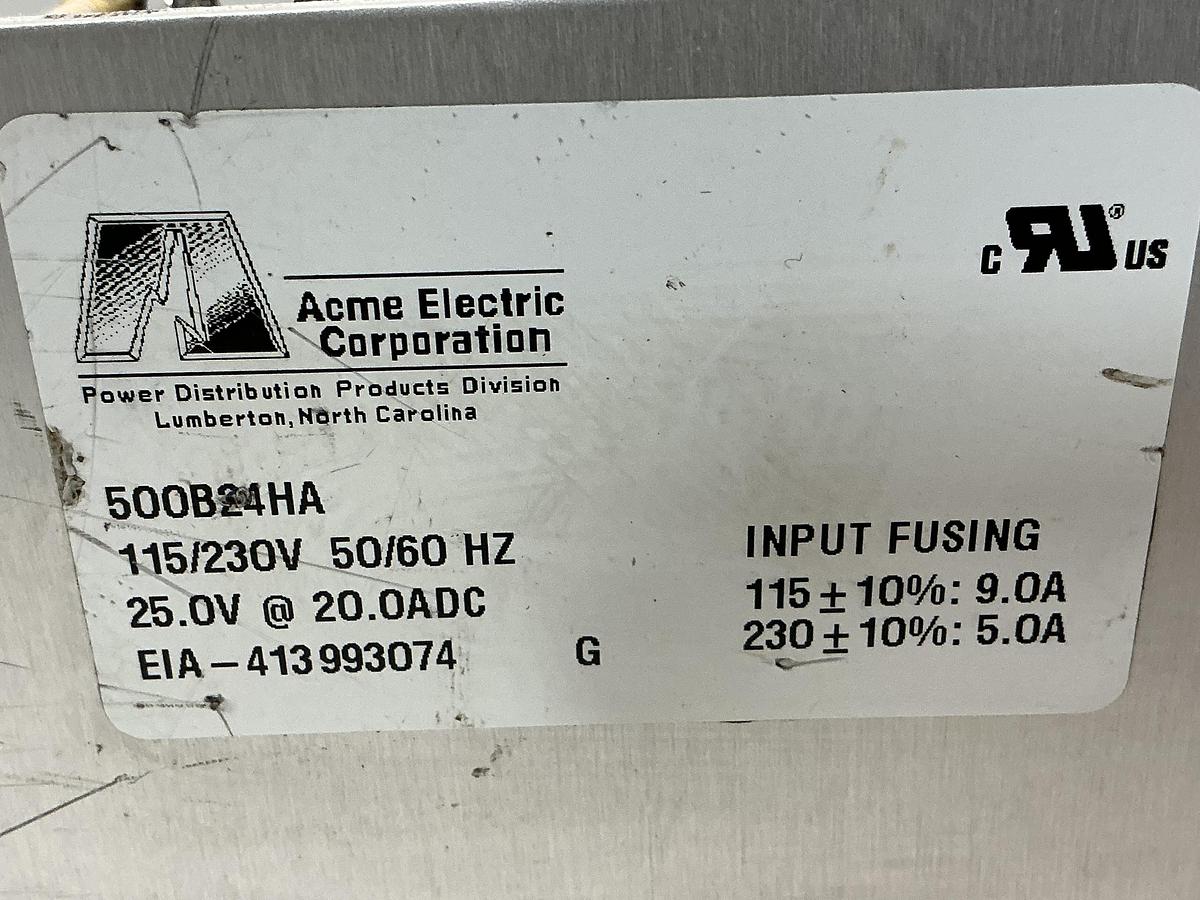 Acme Electric
Corporation
Power Distribution Products Division
Lumberton, North Carolina
C RU® US
500B24HA
115/230V 50/60 HZ
25.0V @ 20.0ADC
EIA – 413993074 G
INPUT FUSING
115 ± 10%: 9.0A
230 ± 10%: 5.0A